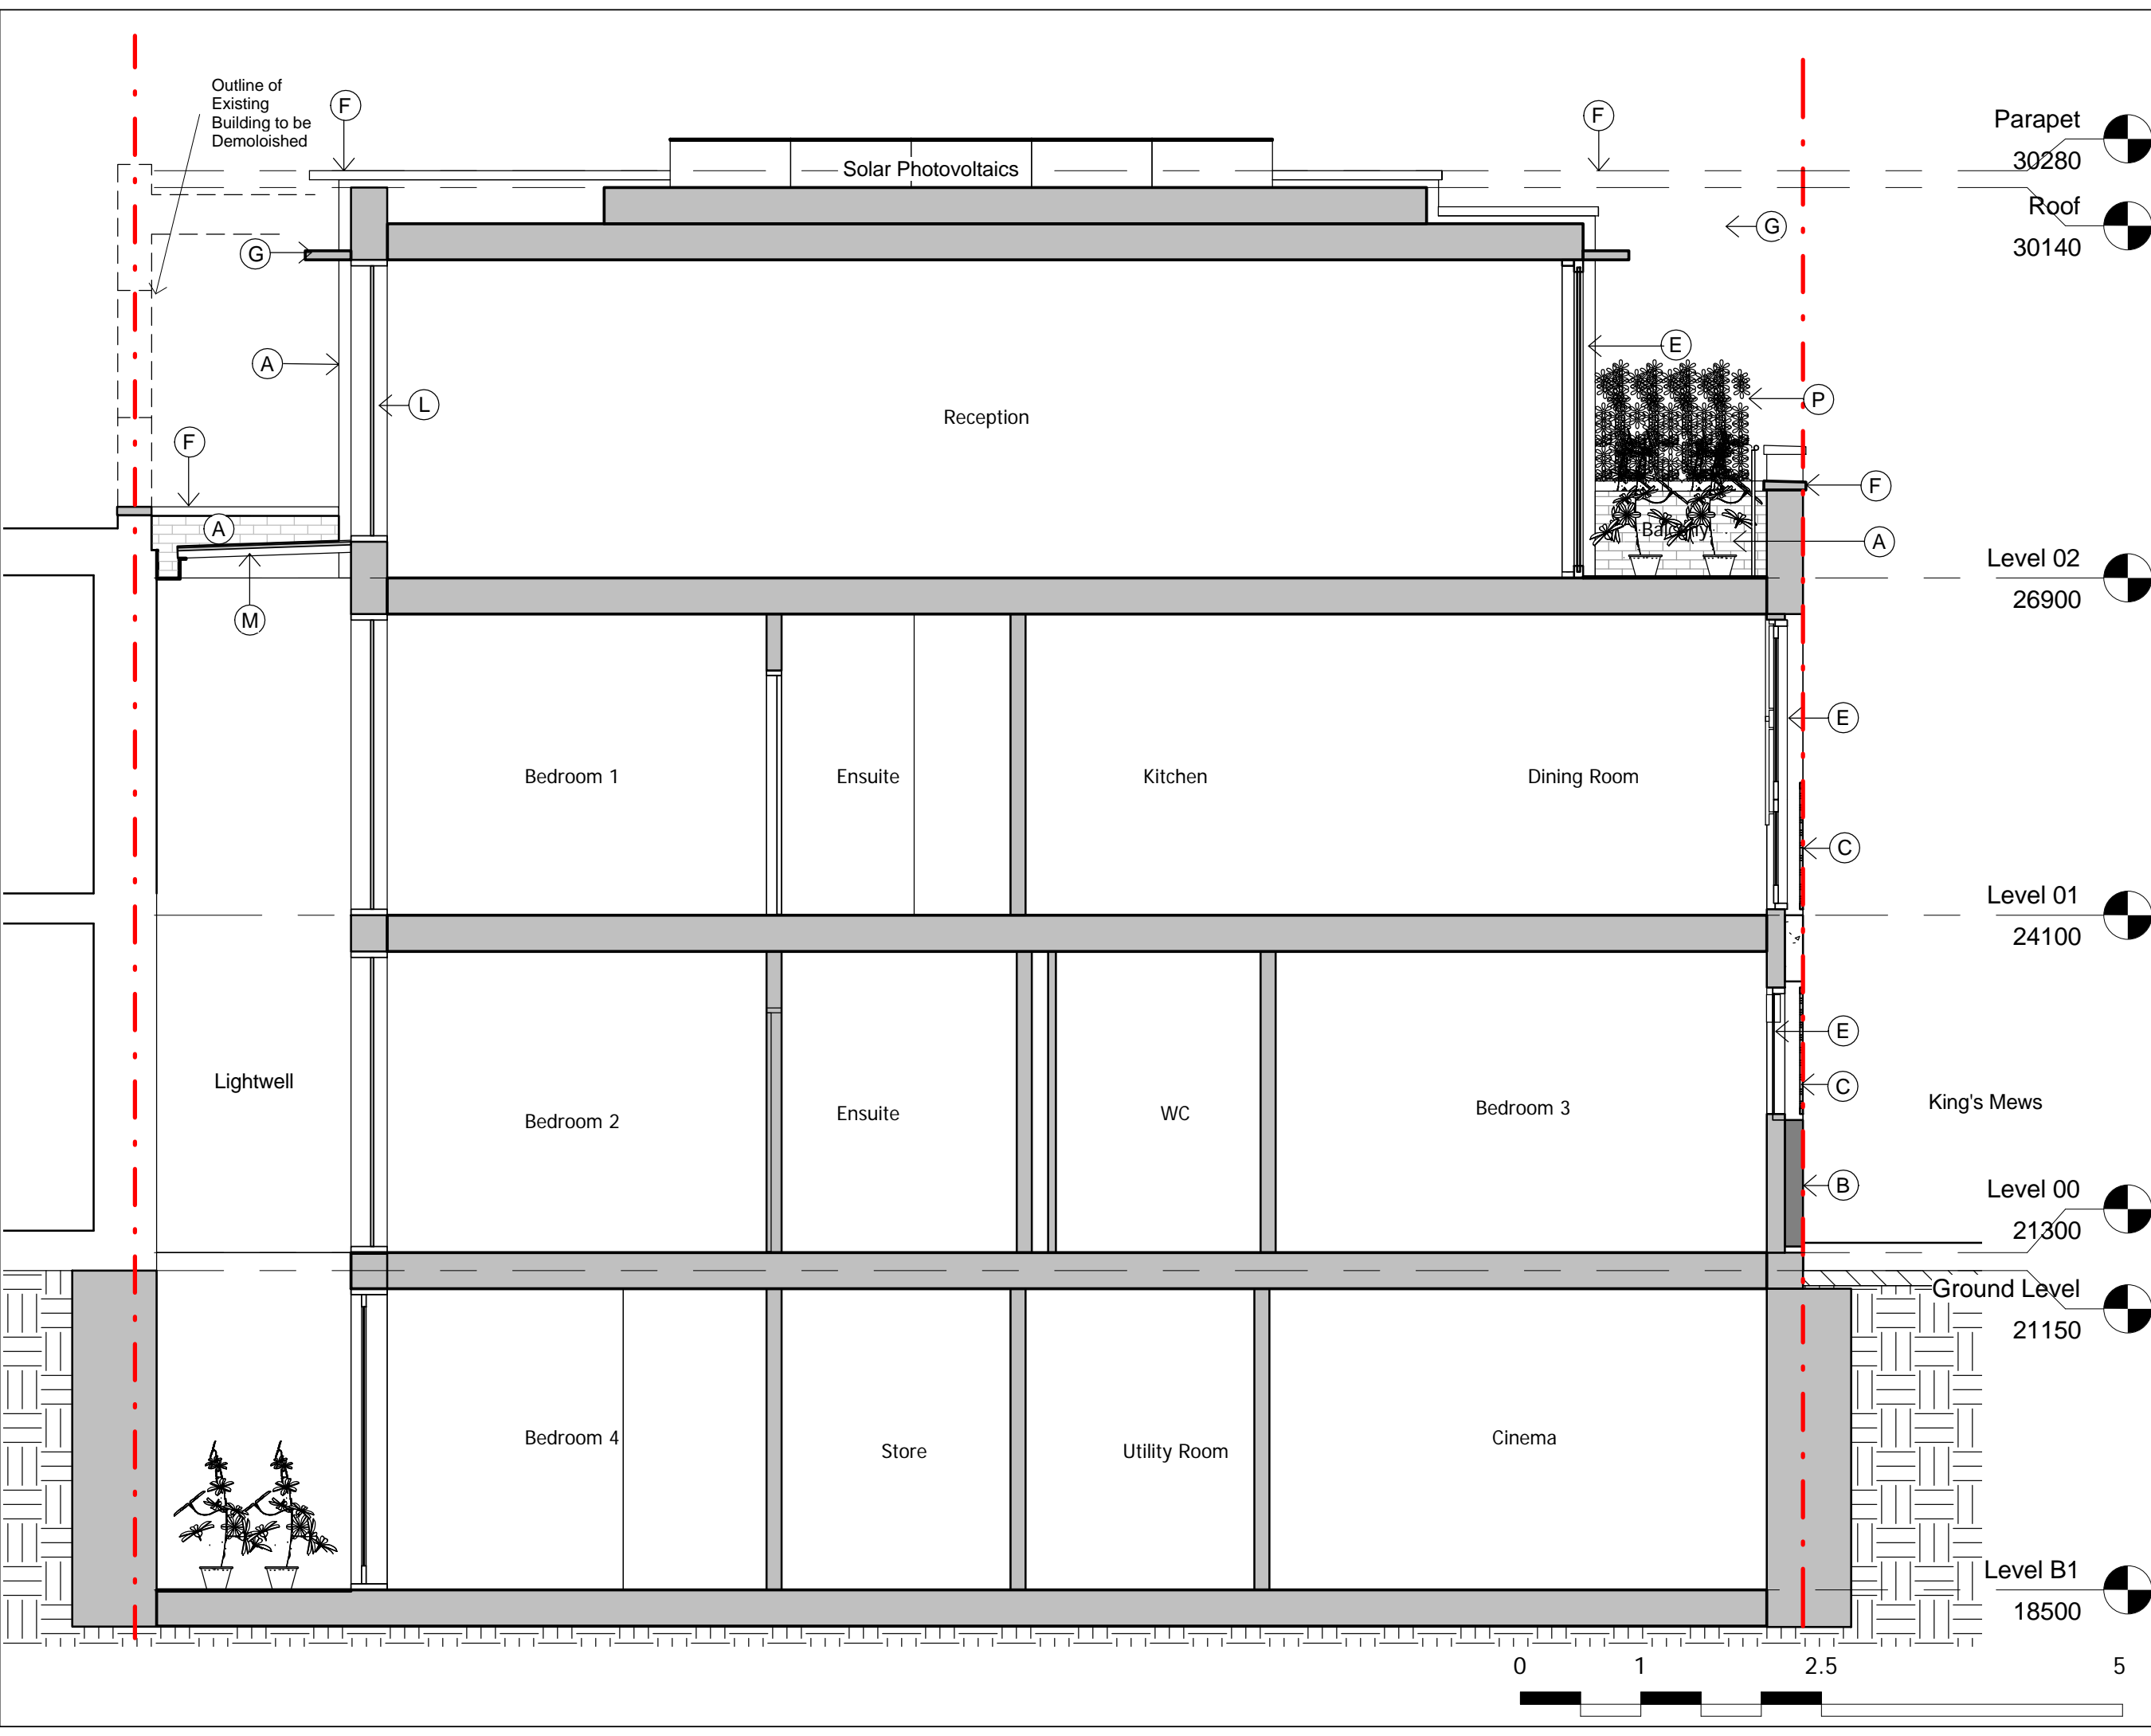 Outline of
Existing
Building to be
Demoloished
F
F
Parapet
30280
Solar Photovoltaics
Roof
30140
G
G
A
L
E
P
Reception
F
F
A
Balcony
A
Level 02
26900
M
E
Bedroom 1
Ensuite
Kitchen
Dining Room
C
Level 01
24100
E
Lightwell
C
King's Mews
Bedroom 2
Ensuite
WC
Bedroom 3
B
Level 00
21300
Ground Level
21150
Bedroom 4
Store
Utility Room
Cinema
Level B1
18500
0 1 2.5 5